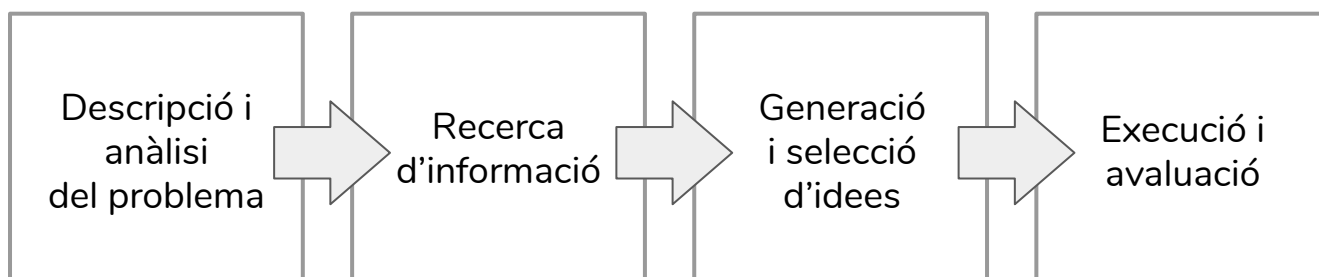 Descripció i
anàlisi
del problema
Recerca
d’informació
Generació
i selecció
d’idees
Execució i
avaluació